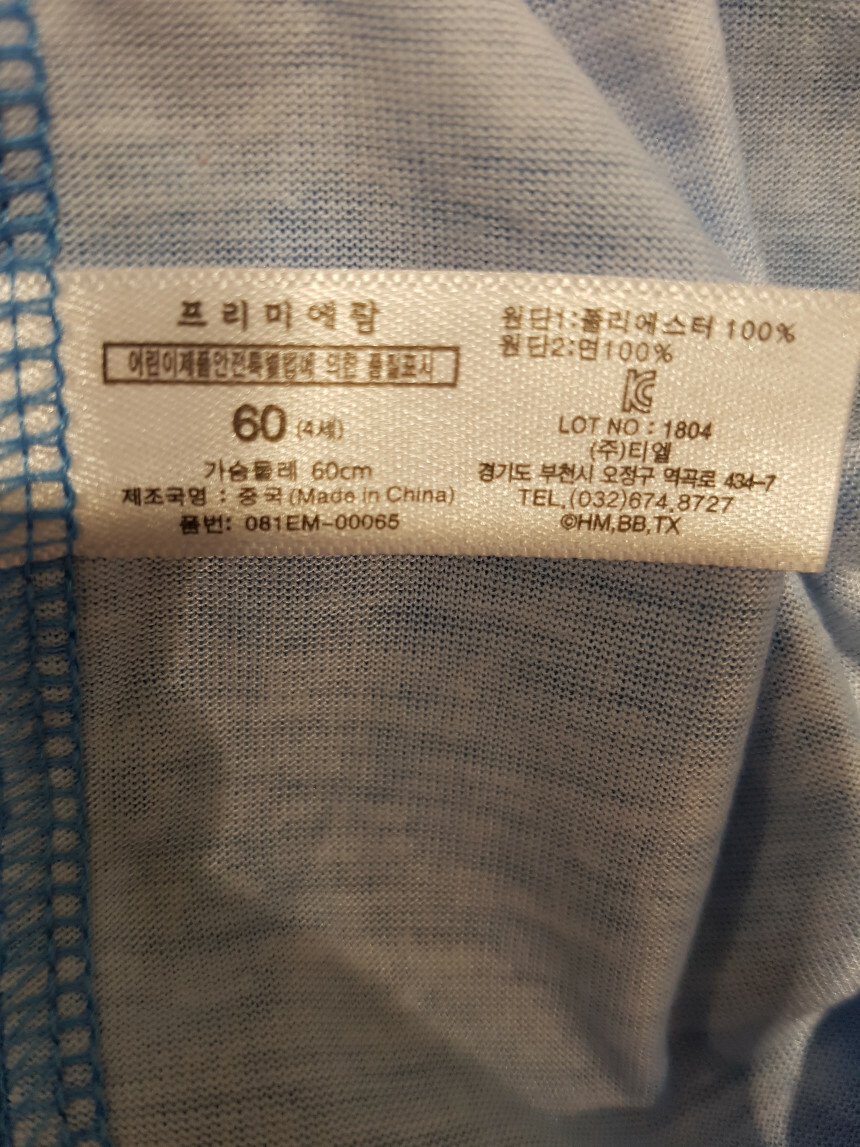 프리미에람
어린이제품안전특별법에 의한 품질표시
60 (4세)
가슴둘레 60cm
제조국명 : 중국(Made in China)
품번: 081EM-00065
원단1:폴리에스터 100%
원단2:면100%
KC
LOT NO : 1804
(주)티엘
경기도 부천시 오정구 역곡로 434-7
TEL.(032)674.8727
©HM,BB,TX